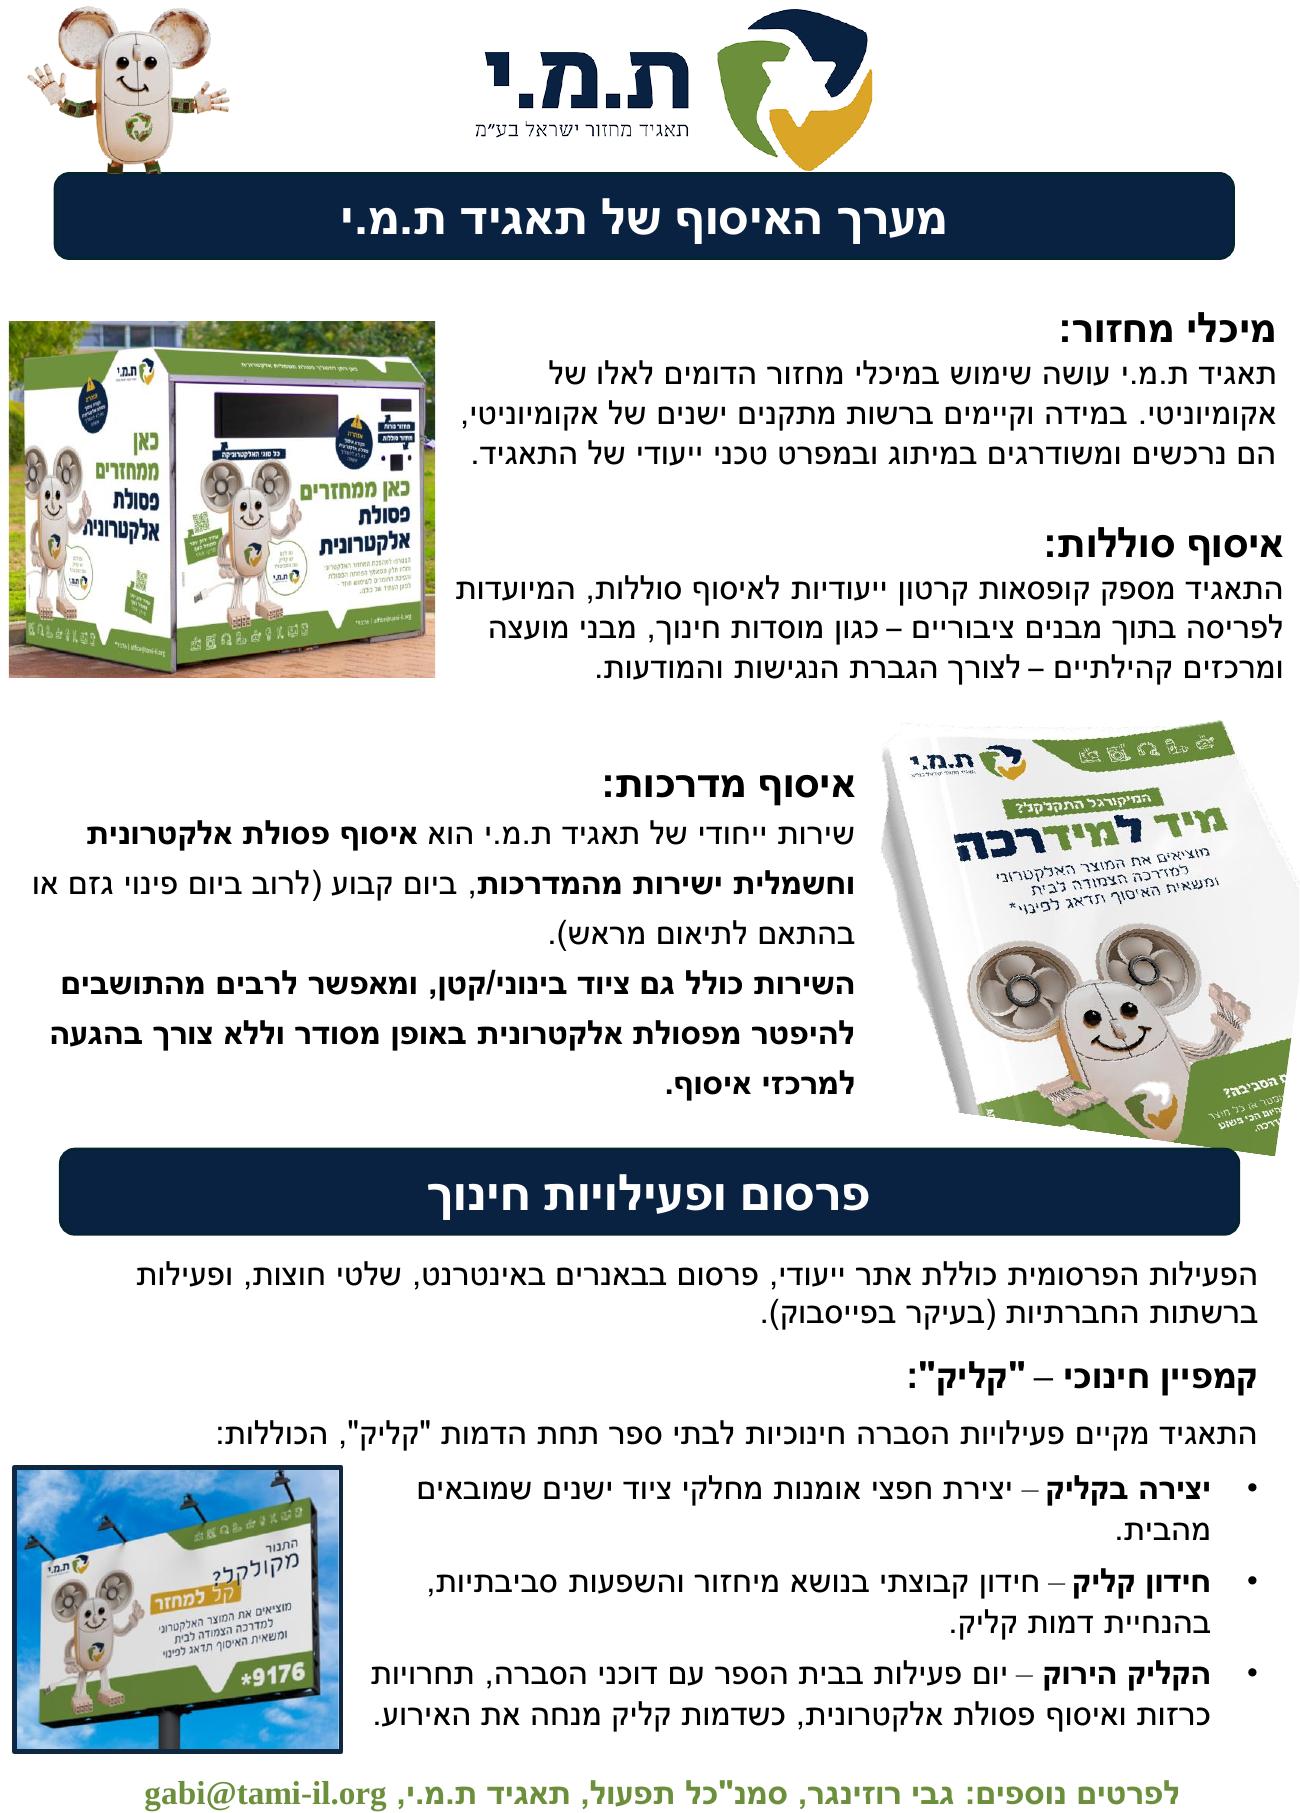 ת.מ.י
תאגיד מחזור ישראל בע״מ
מערך האיסוף של תאגיד ת.מ.י
מיכלי מחזור:
תאגיד ת.מ.י עושה שימוש במיכלי מחזור הדומים לאלו של
אקומיוניטי. במידה וקיימים ברשות מתקנים ישנים של אקומיוניטי,
הם נרכשים ומשודרגים במיתוג ובמפרט טכני ייעודי של התאגיד.
ת.מ.י
כאן
ממחזרים
פסולת
אלקטרונית
כל סוגי האלקטרוניקה
כאן ממחזרים
פסולת
אלקטרונית
איסוף סוללות:
התאגיד מספק קופסאות קרטון ייעודיות לאיסוף סוללות, המיועדות
לפריסה בתוך מבנים ציבוריים – כגון מוסדות חינוך, מבני מועצה
ומרכזים קהילתיים – לצורך הגברת הנגישות והמודעות.
ת.מ.י
המיקורגל התקלקל?
מיד למידרכה
מוציאים את המוצר האלקטרוני
למדרכה הצמודה לבית
ומשאית האיסוף תדאג לפינוי*
איסוף מדרכות:
שירות ייחודי של תאגיד ת.מ.י הוא איסוף פסולת אלקטרונית
וחשמלית ישירות מהמדרכות, ביום קבוע (לרוב ביום פינוי גזם או
בהתאם לתיאום מראש).
השירות כולל גם ציוד בינוני/קטן, ומאפשר לרבים מהתושבים
להיפטר מפסולת אלקטרונית באופן מסודר וללא צורך בהגעה
למרכזי איסוף.
פרסום ופעילויות חינוך
הפעילות הפרסומית כוללת אתר ייעודי, פרסום בבאנרים באינטרנט, שלטי חוצות, ופעילות
ברשתות החברתיות (בעיקר בפייסבוק).
קמפיין חינוכי – "קליק":
התאגיד מקיים פעילויות הסברה חינוכיות לבתי ספר תחת הדמות "קליק", הכוללות:
• יצירה בקליק – יצירת חפצי אומנות מחלקי ציוד ישנים שמובאים
מהבית.
• חידון קליק – חידון קבוצתי בנושא מיחזור והשפעות סביבתיות,
בהנחיית דמות קליק.
• הקליק הירוק – יום פעילות בבית הספר עם דוכני הסברה, תחרויות
כרזות ואיסוף פסולת אלקטרונית, כשדמות קליק מנחה את האירוע.
ת.מ.י
התנור
מקולקל?
קל למחזר
מוציאים את המוצר האלקטרוני
למדרכה הצמודה לבית
ומשאית האיסוף תדאג לפינוי
*9176
לפרטים נוספים: גבי רוזינגר, סמנ"כל תפעול, תאגיד ת.מ.י, gabi@tami-il.org